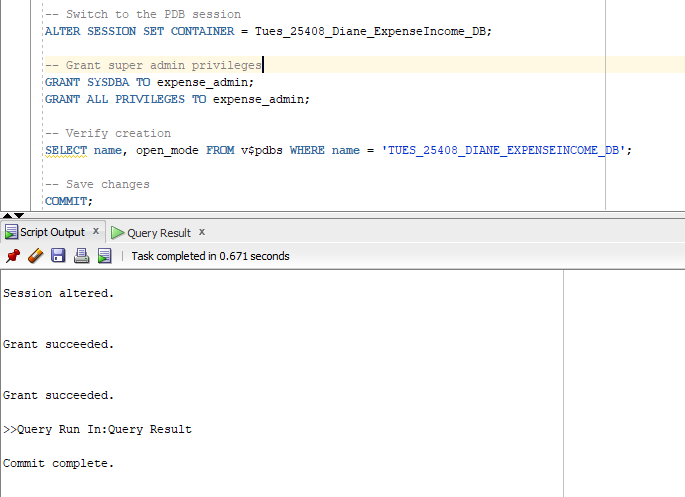 -- Switch to the PDB session
ALTER SESSION SET CONTAINER = Tues_25408_Diane_ExpenseIncome_DB;
-- Grant super admin privileges
GRANT SYSDBA TO expense_admin;
GRANT ALL PRIVILEGES TO expense_admin;
-- Verify creation
SELECT name, open_mode FROM v$pdbs WHERE name = 'TUES_25408_DIANE_EXPENSEINCOME_DB';
-- Save changes
COMMIT;
Script Output x Query Result x
Task completed in 0.671 seconds
Session altered.
Grant succeeded.
Grant succeeded.
>>Query Run In:Query Result
Commit complete.